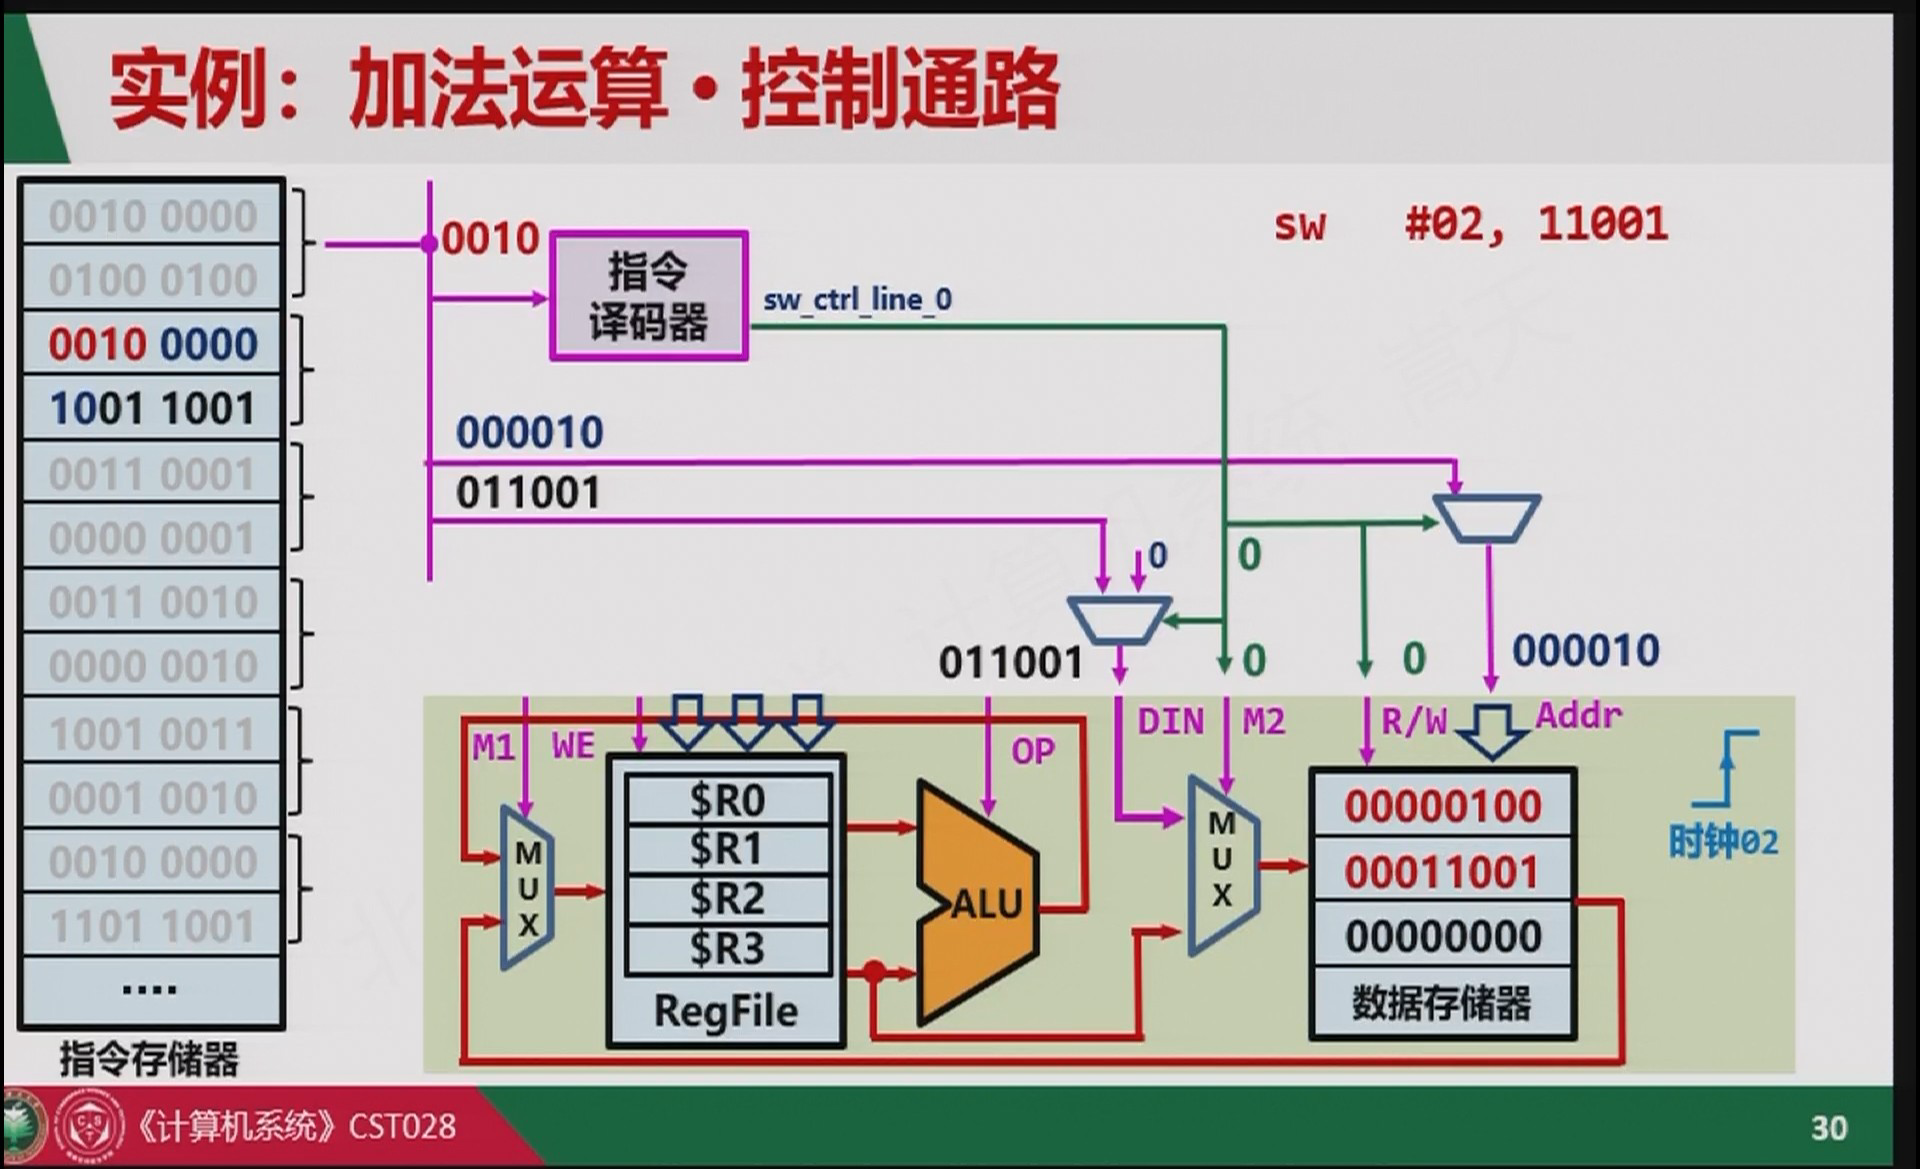 实例：加法运算·控制通路
0010 0000
0100 0100
0010 0000
1001 1001
0011 0001
0000 0001
0011 0010
0000 0010
1001 0011
0001 0010
0010 0000
1101 1001
....
指令存储器
0010
指令
译码器
sw_ctrl_line_0
sw #02, 11001
000010
011001
0
0
011001
0
0
000010
M1
WE
OP
DIN
M2
R/W
Addr
MUX
$R0
$R1
$R2
$R3
RegFile
ALU
MUX
00000100
00011001
00000000
数据存储器
时钟02
《计算机系统》CST028
30